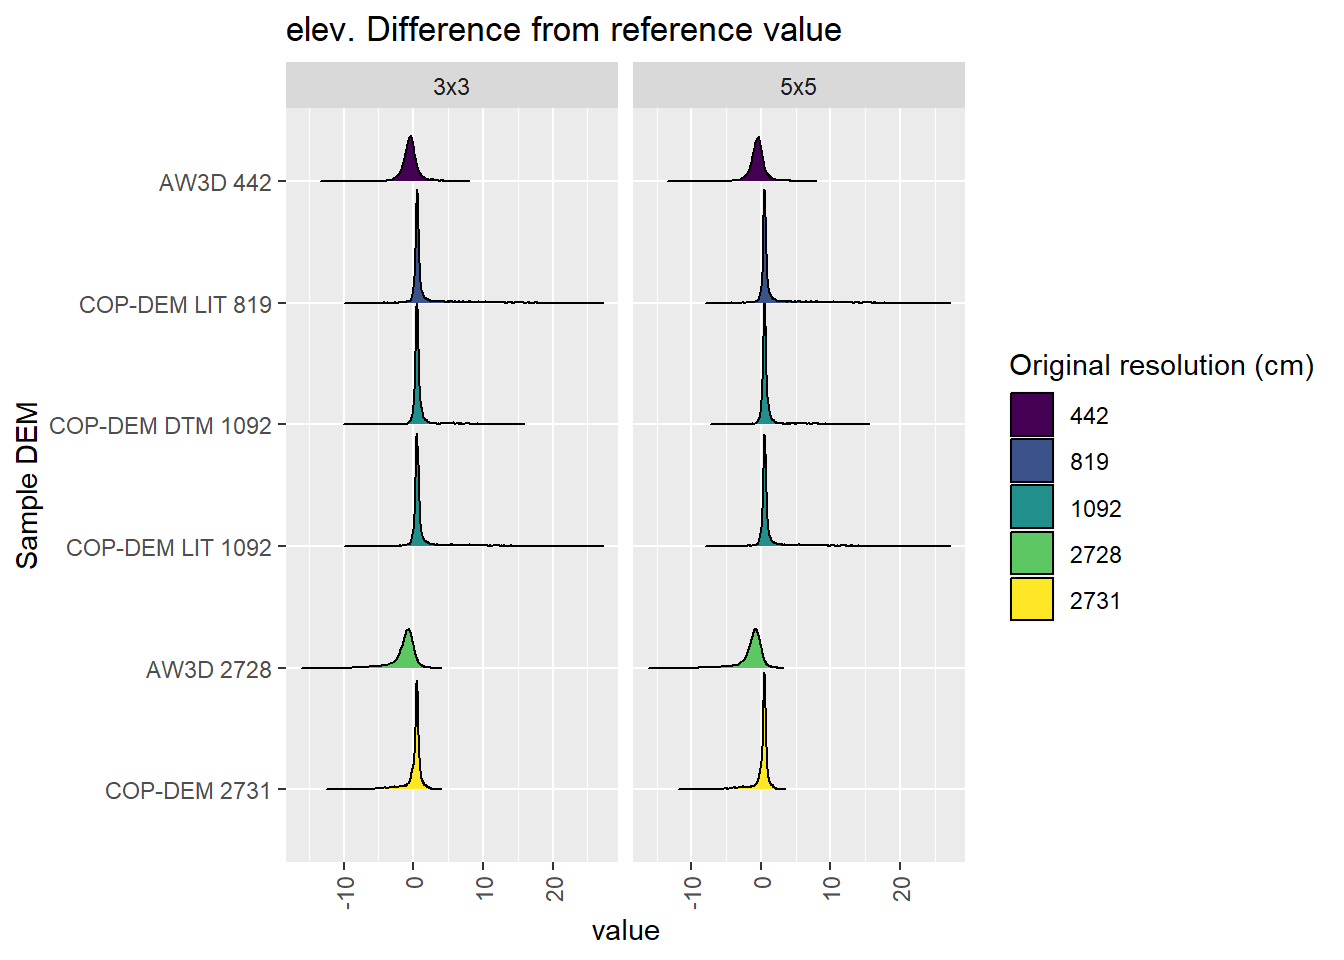 elev. Difference from reference value
3x3
5x5
Sample DEM
AW3D 442
COP-DEM LIT 819
COP-DEM DTM 1092
COP-DEM LIT 1092
AW3D 2728
COP-DEM 2731
-10 0 10 20
-10 0 10 20
value
Original resolution (cm)
442
819
1092
2728
2731